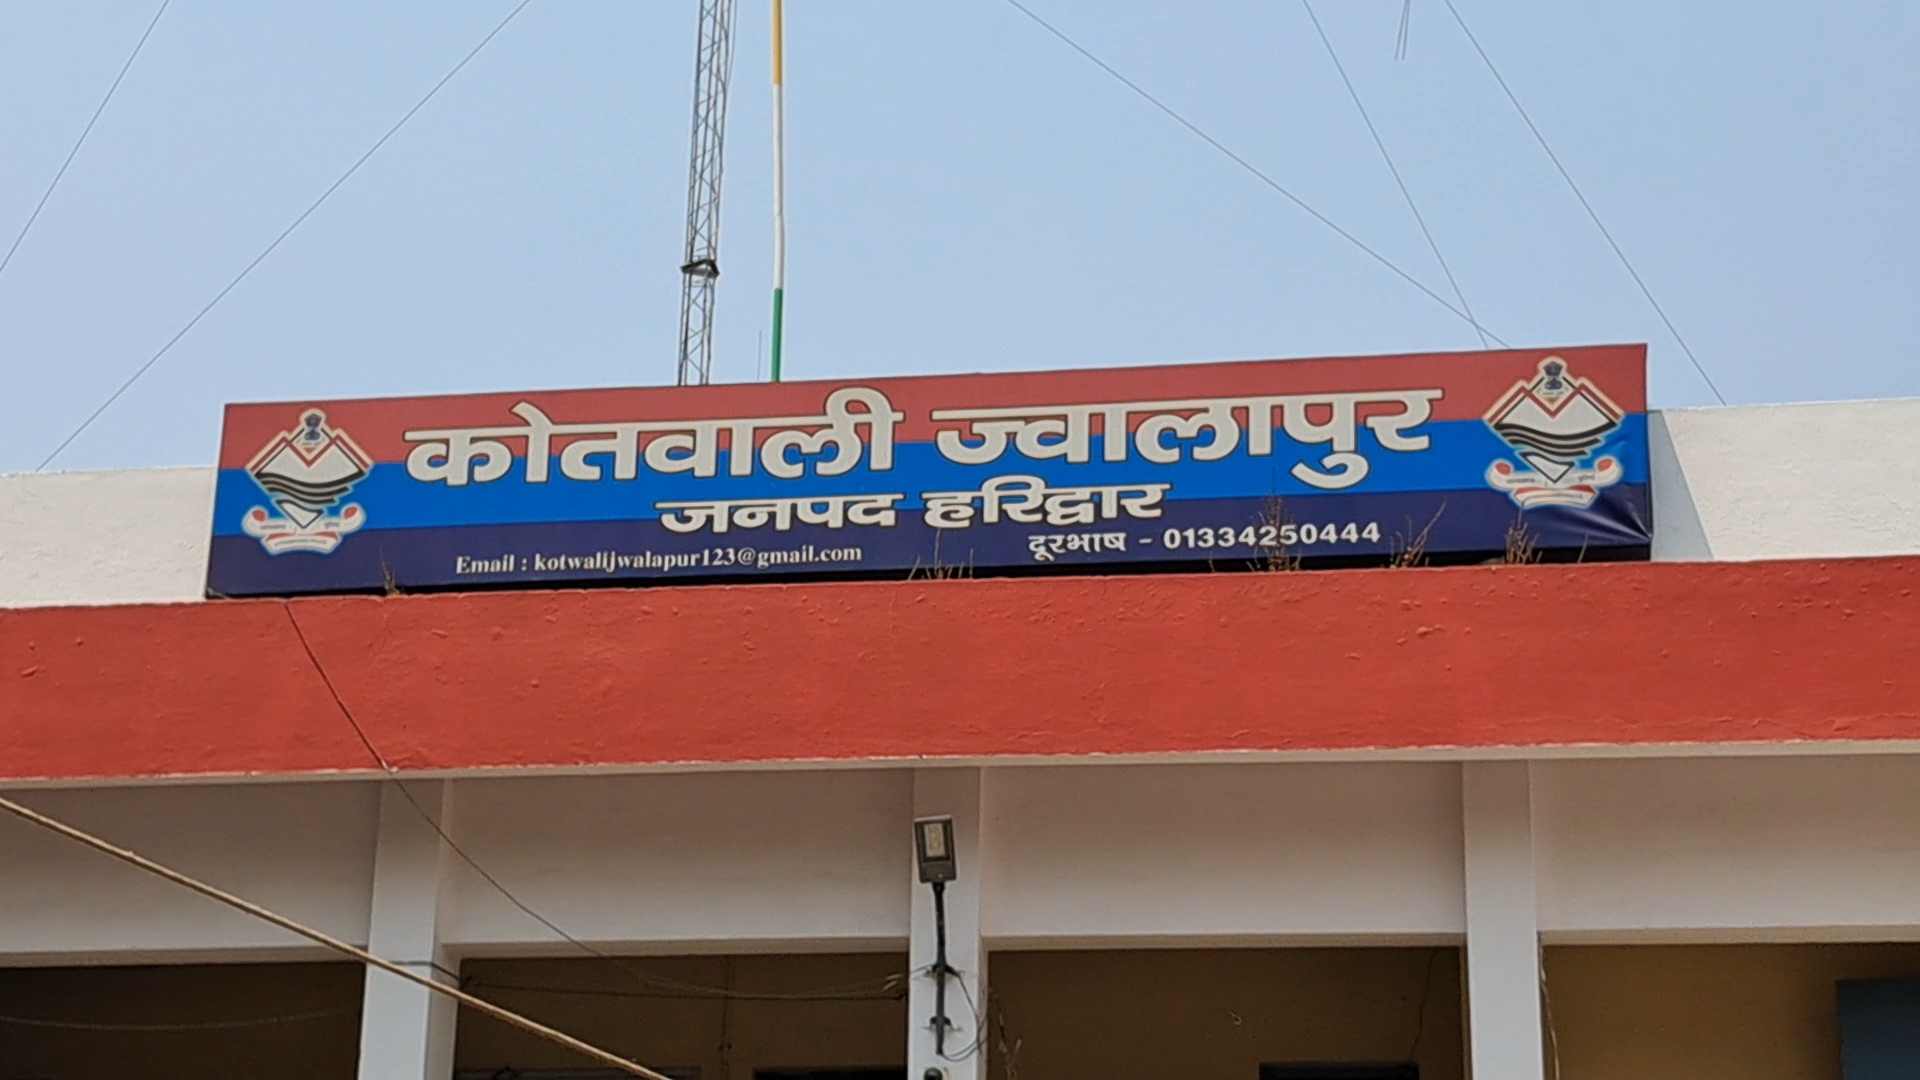 कोतवाली ज्वालापुर
जनपद हरिद्वार
दूरभाष - 01334250444
Email : kotwalijwalapur123@gmail.com